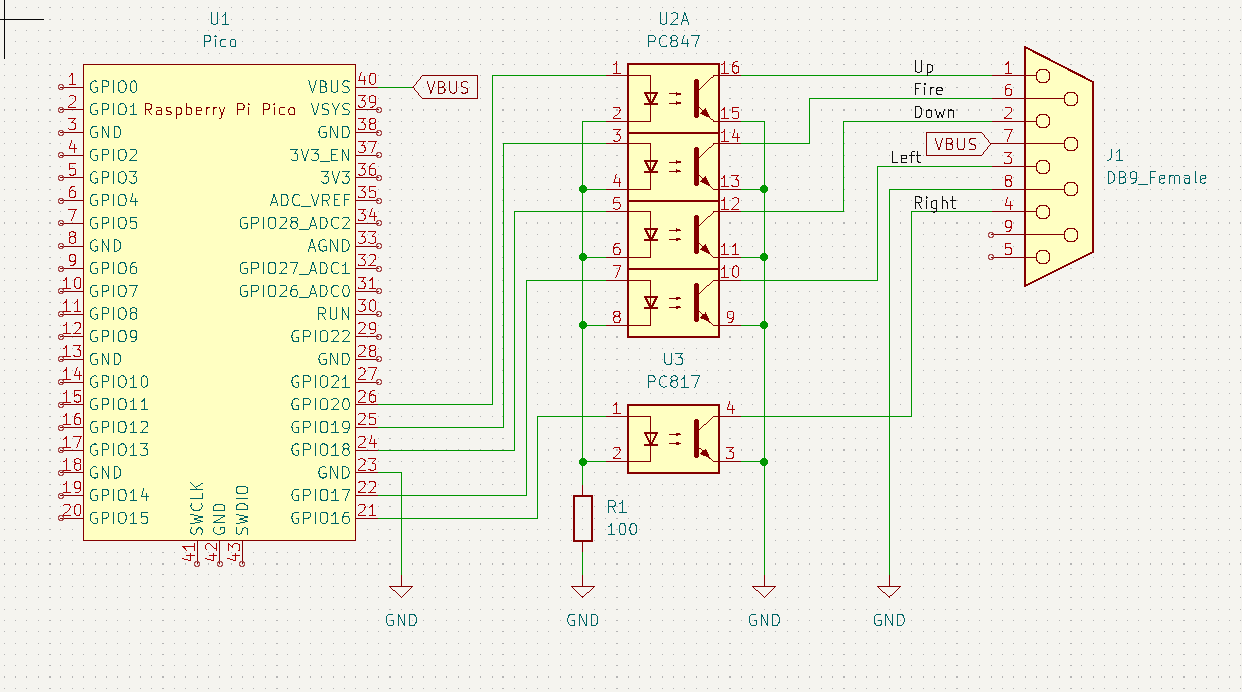 U1
Pico
1 GPIO0
2 GPIO1
3 GND
4 GPIO2
5 GPIO3
6 GPIO4
7 GPIO5
8 GND
9 GPIO6
10 GPIO7
11 GPIO8
12 GPIO9
13 GND
14 GPIO10
15 GPIO11
16 GPIO12
17 GPIO13
18 GND
19 GPIO14
20 GPIO15
Raspberry Pi Pico
VBUS 40
VSYS 39
GND 38
3V3_EN 37
3V3 36
ADC_VREF 35
GPIO28_ADC2 34
AGND 33
GPIO27_ADC1 32
GPIO26_ADC0 31
RUN 30
GPIO22 29
GND 28
GPIO21 27
GPIO20 26
GPIO19 25
GPIO18 24
GND 23
GPIO17 22
GPIO16 21
SWCLK 41
GND 42
SWDIO 43
VBUS
GND
U2A
PC847
1 16
2 15
3 14
4 13
5 12
6 11
7 10
8 9
U3
PC817
1 4
2 3
R1
100
GND
GND
GND
Up 1
Fire 6
Down 2
VBUS 7
Left 3
8
Right 4
9
5
J1
DB9_Female